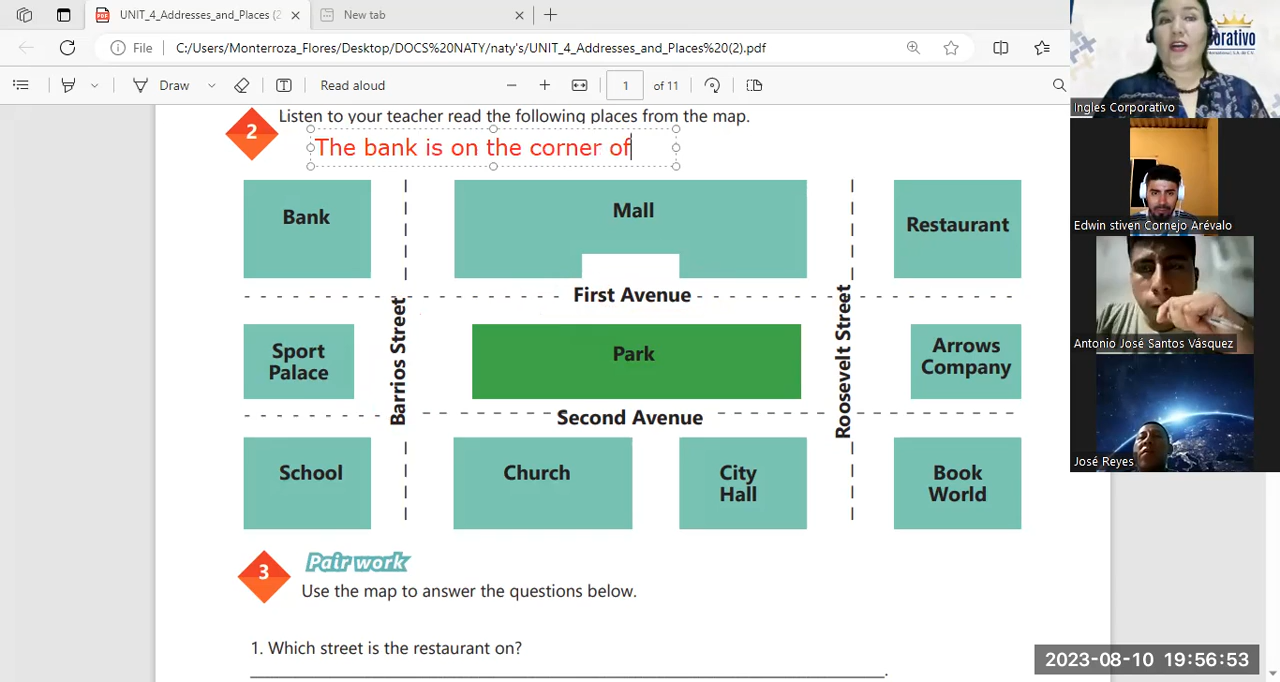 UNIT_4_Addresses_and_Places (2
New tab
File
C:/Users/Monterroza_Flores/Desktop/DOCS%20NATY/naty's/UNIT_4_Addresses_and_Places%20(2).pdf
Draw
Read aloud
1
of 11
2
Listen to your teacher read the following places from the map.
The bank is on the corner of
Bank
Mall
Restaurant
First Avenue
Sport
Palace
Barrios Street
Park
Roosevelt Street
Arrows
Company
Second Avenue
School
Church
City
Hall
Book
World
3
Pair work
Use the map to answer the questions below.
1. Which street is the restaurant on?
Ingles Corporativo
Edwin stiven Cornejo Arévalo
Antonio José Santos Vásquez
José Reyes
2023-08-10 19:56:53